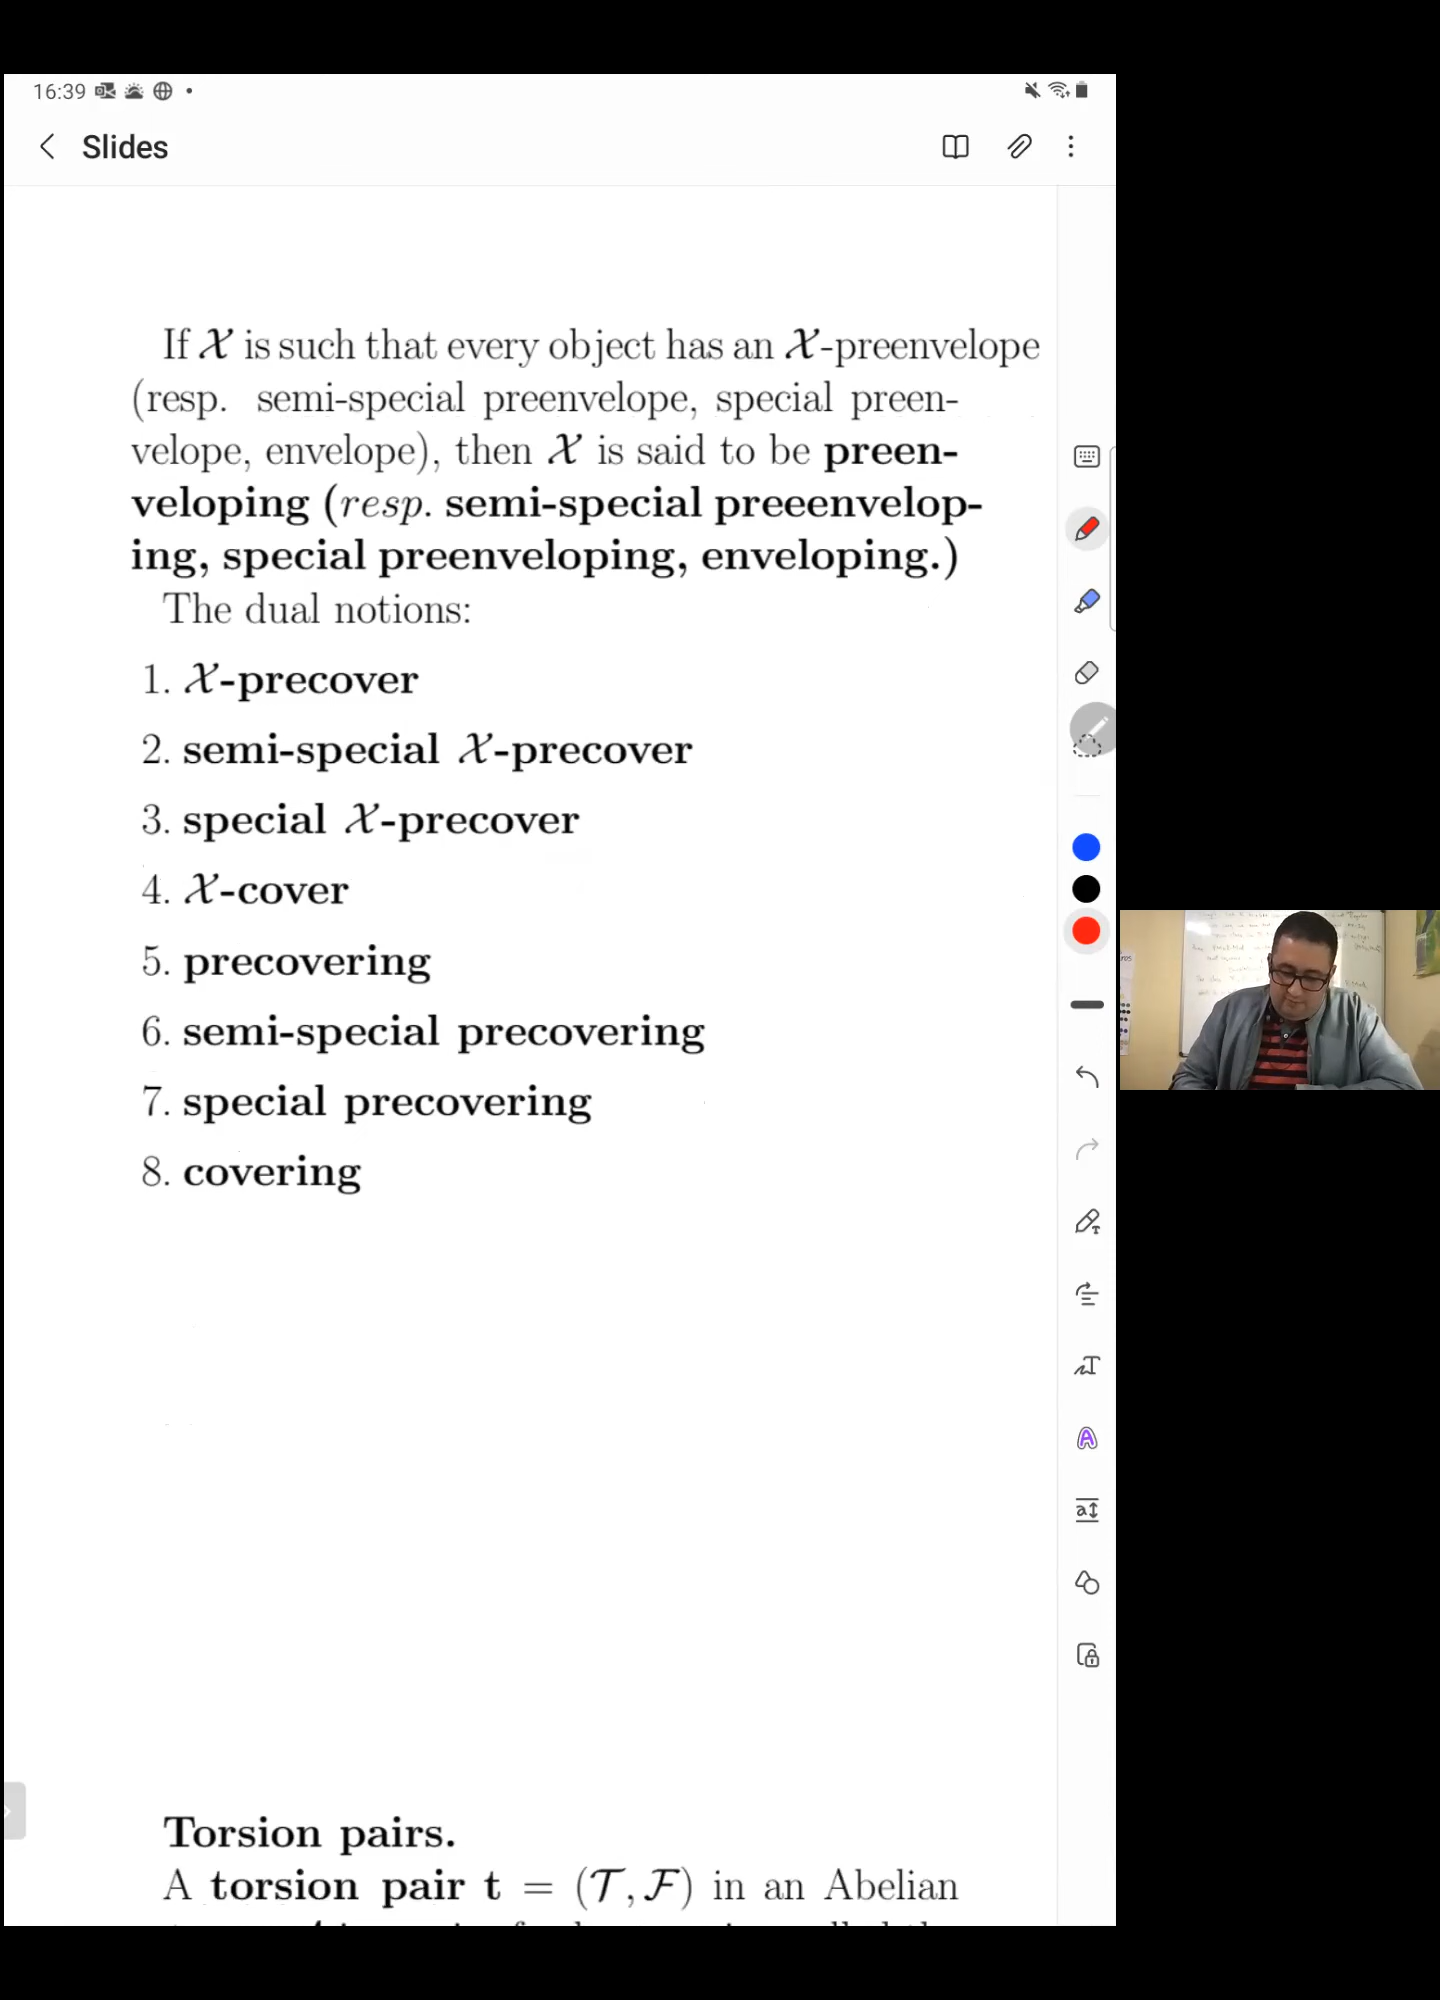 16:39
Slides
If 𝒳 is such that every object has an 𝒳-preenvelope
(resp. semi-special preenvelope, special preen-
velope, envelope), then 𝒳 is said to be preen-
veloping (resp. semi-special preeenvelop-
ing, special preenveloping, enveloping.)
The dual notions:
1. 𝒳-precover
2. semi-special 𝒳-precover
3. special 𝒳-precover
4. 𝒳-cover
5. precovering
6. semi-special precovering
7. special precovering
8. covering
Torsion pairs.
A torsion pair t = (𝒯, ℱ) in an Abelian